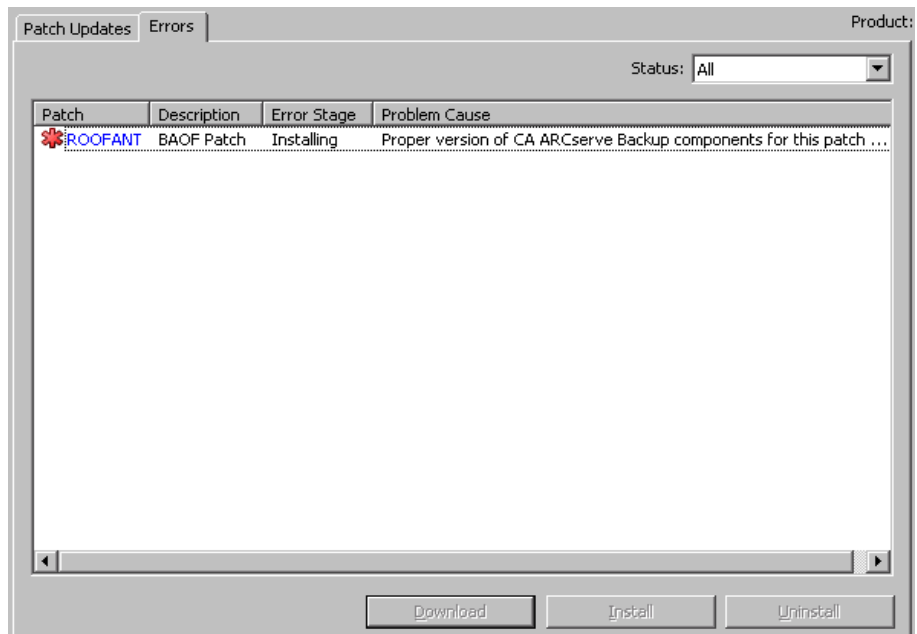 Patch Updates Errors Product:
Status: All
Patch Description Error Stage Problem Cause
ROOFANT BAOF Patch Installing Proper version of CA ARCserve Backup components for this patch ...
Download Install Uninstall